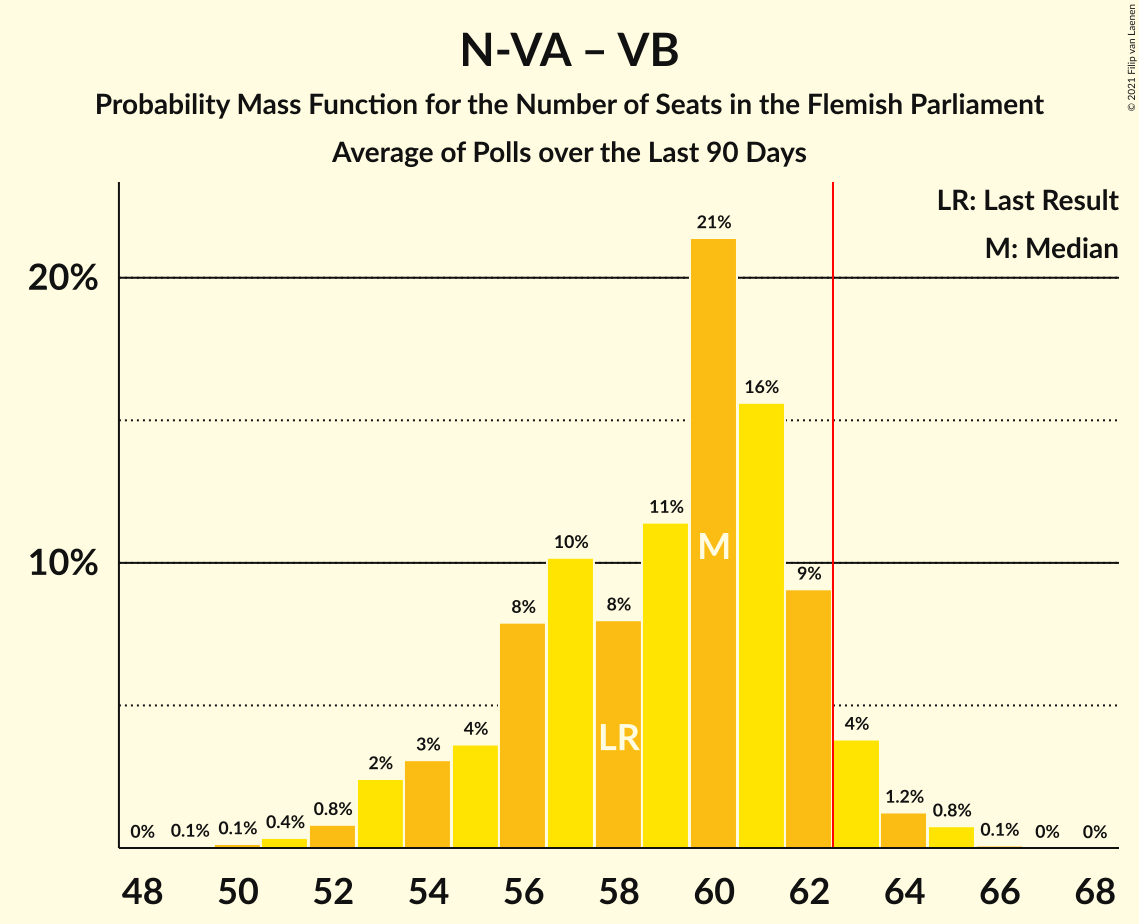 N-VA – VB
Probability Mass Function for the Number of Seats in the Flemish Parliament
Average of Polls over the Last 90 Days
© 2021 Filip van Laenen
LR: Last Result
M: Median
20%
10%
0%
0.1%
0.1%
0.4%
0.8%
2%
3%
4%
8%
10%
8%
11%
21%
16%
9%
4%
1.2%
0.8%
0.1%
0%
0%
LR
M
48 50 52 54 56 58 60 62 64 66 68